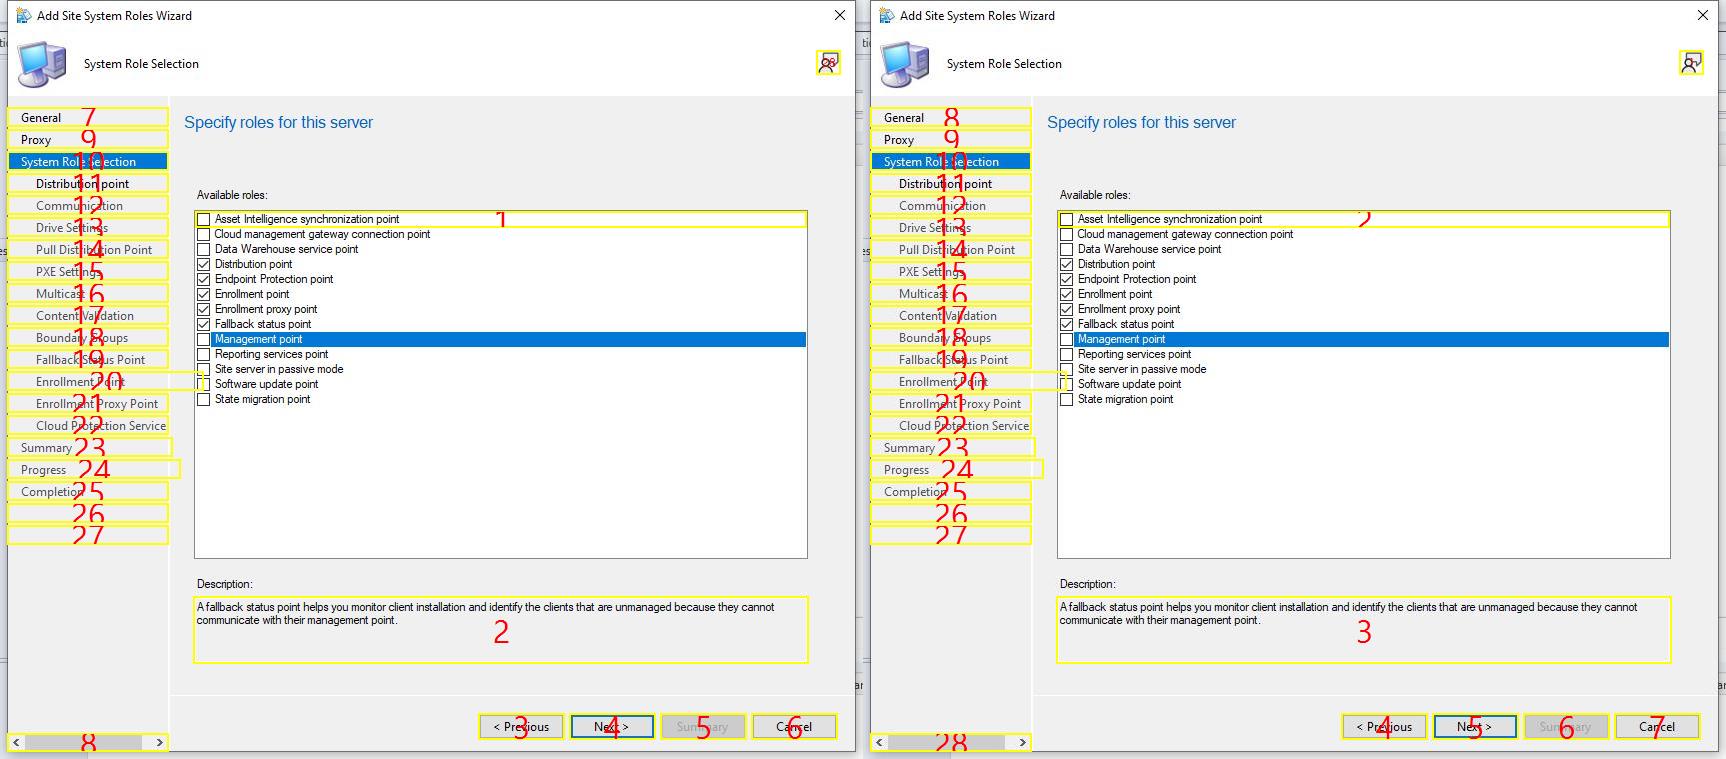 Add Site System Roles Wizard
System Role Selection
28
General 7
Proxy 9
System Role Selection 10
Distribution point 11
Communication 12
Drive Settings 13
Pull Distribution Point 14
PXE Settings 15
Multicast 16
Content Validation 17
Boundary Groups 18
Fallback Status Point 19
Enrollment Point 20
Enrollment Proxy Point 21
Cloud Protection Service 22
Summary 23
Progress 24
Completion 25
26
27
8
Specify roles for this server
Available roles:
Asset Intelligence synchronization point 1
Cloud management gateway connection point
Data Warehouse service point
Distribution point
Endpoint Protection point
Enrollment point
Enrollment proxy point
Fallback status point
Management point
Reporting services point
Site server in passive mode
Software update point
State migration point
Description:
A fallback status point helps you monitor client installation and identify the clients that are unmanaged because they cannot
communicate with their management point.
2
< Previous 3
Next > 4
Summary 5
Cancel 6
Add Site System Roles Wizard
System Role Selection
1
General 8
Proxy 9
System Role Selection 10
Distribution point 11
Communication 12
Drive Settings 13
Pull Distribution Point 14
PXE Settings 15
Multicast 16
Content Validation 17
Boundary Groups 18
Fallback Status Point 19
Enrollment Point 20
Enrollment Proxy Point 21
Cloud Protection Service 22
Summary 23
Progress 24
Completion 25
26
27
28
Specify roles for this server
Available roles:
Asset Intelligence synchronization point 2
Cloud management gateway connection point
Data Warehouse service point
Distribution point
Endpoint Protection point
Enrollment point
Enrollment proxy point
Fallback status point
Management point
Reporting services point
Site server in passive mode
Software update point
State migration point
Description:
A fallback status point helps you monitor client installation and identify the clients that are unmanaged because they cannot
communicate with their management point.
3
< Previous 4
Next > 5
Summary 6
Cancel 7